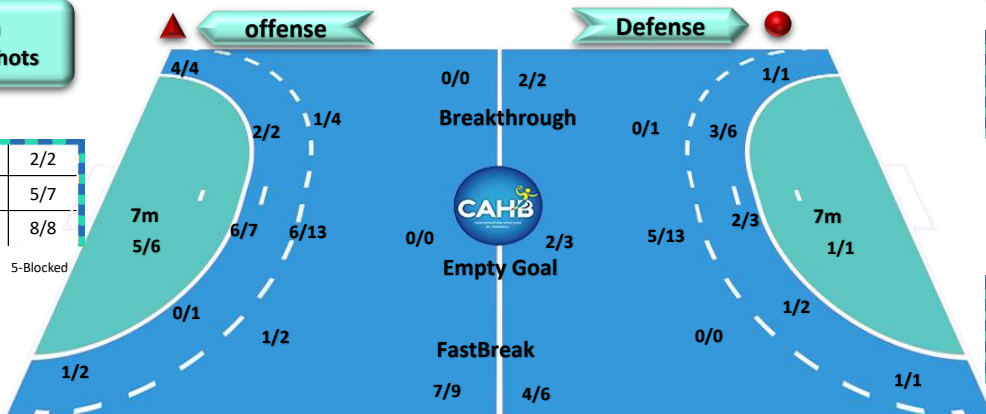 offense
Defense
hots
4/4
0/0
2/2
1/1
Breakthrough
2/2
1/4
0/1
3/6
2/2
5/7
8/8
5-Blocked
CAHB
7m
5/6
6/7
6/13
0/0
2/3
5/13
2/3
7m
1/1
Empty Goal
0/1
1/2
1/2
0/0
FastBreak
1/2
1/1
7/9
4/6